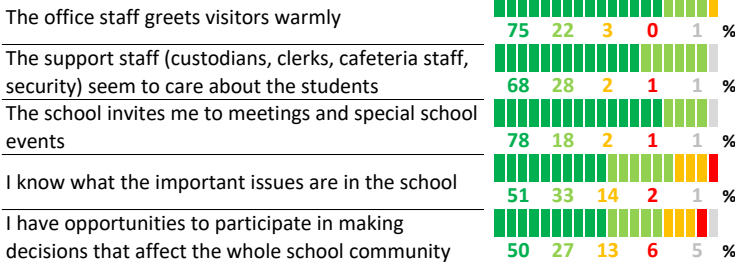 The office staff greets visitors warmly
75 22 3 0 1 %
The support staff (custodians, clerks, cafeteria staff,
security) seem to care about the students
68 28 2 1 1 %
The school invites me to meetings and special school
events
78 18 2 1 1 %
I know what the important issues are in the school
51 33 14 2 1 %
I have opportunities to participate in making
decisions that affect the whole school community
50 27 13 6 5 %